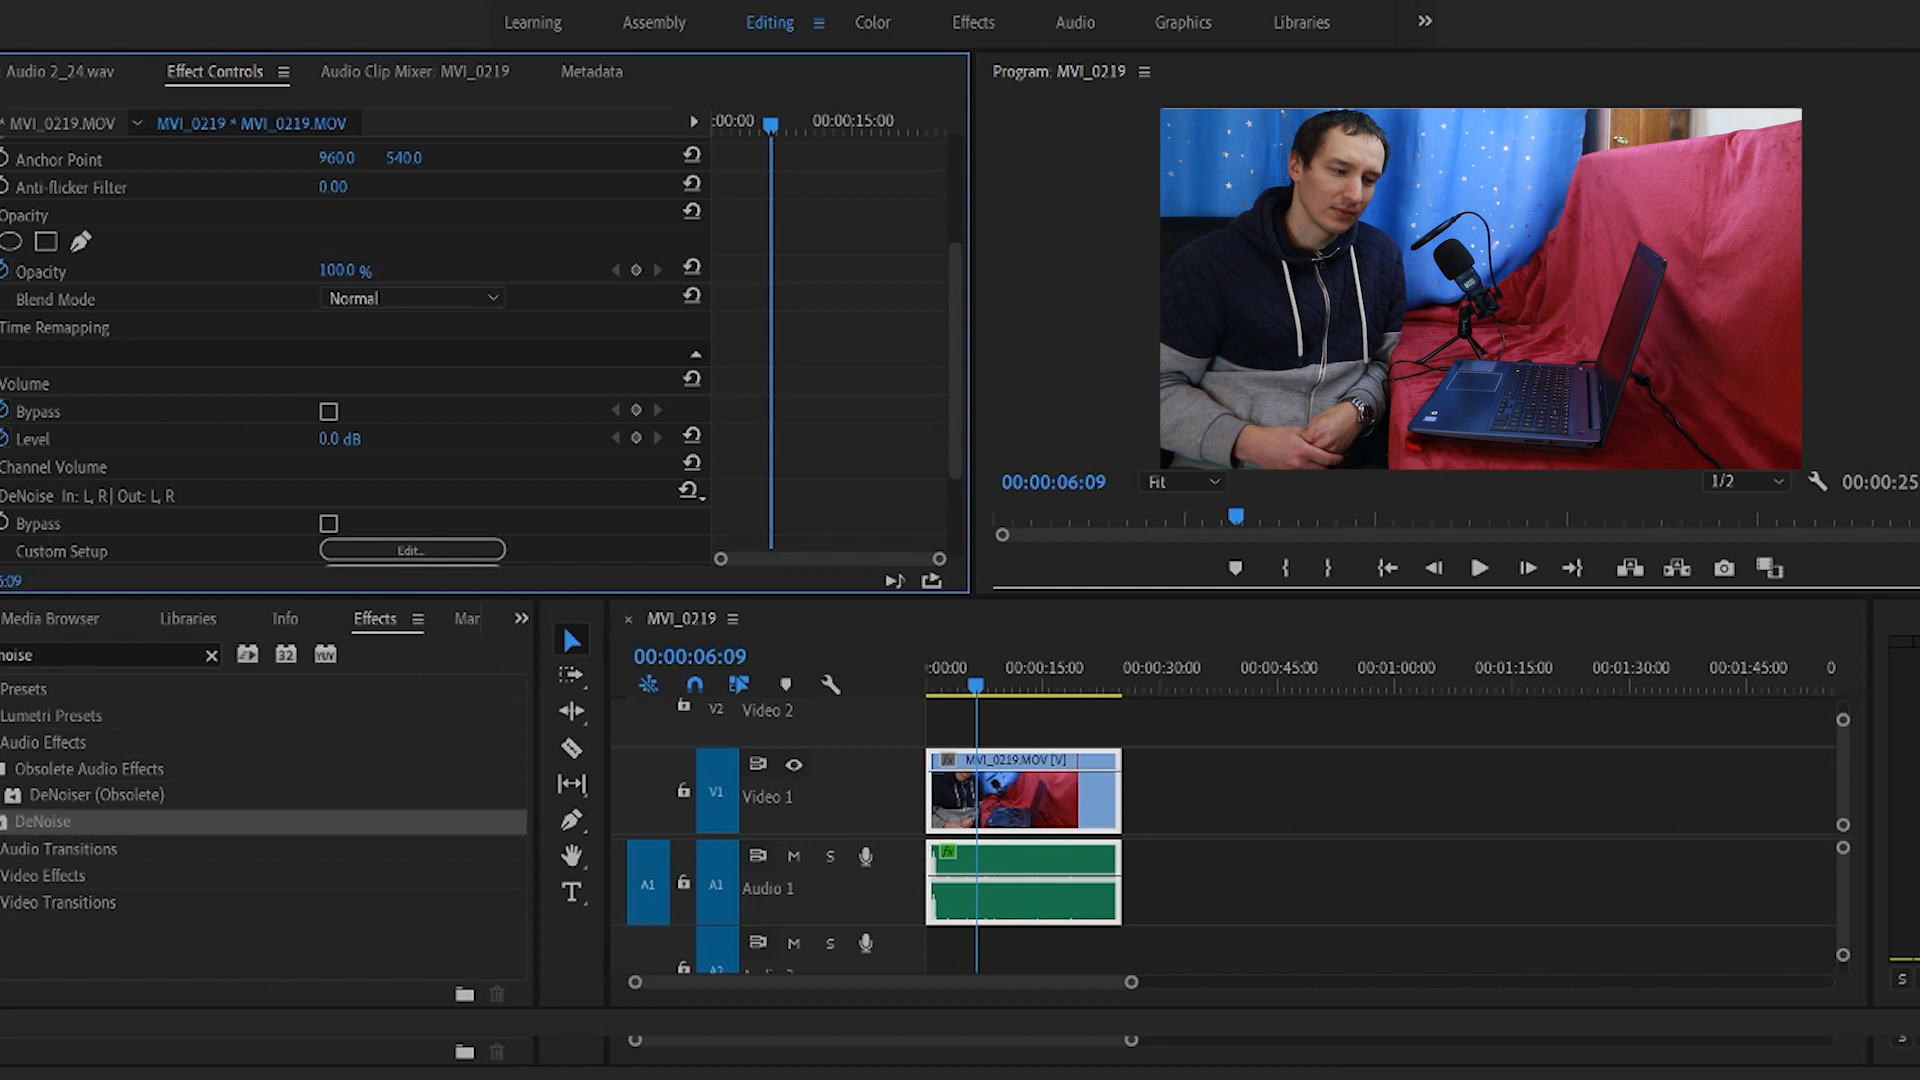 Learning Assembly Editing Color Effects Audio Graphics Libraries
Audio 2_24.wav Effect Controls Audio Clip Mixer: MVI_0219 Metadata
* MVI_0219.MOV MVI_0219 * MVI_0219.MOV :00:00 00:00:15:00
Anchor Point 960.0 540.0
Anti-flicker Filter 0.00
Opacity
Opacity 100.0 %
Blend Mode Normal
Time Remapping
Volume
Bypass
Level 0.0 dB
Channel Volume
DeNoise In: L, R | Out: L, R
Bypass
Custom Setup Edit...
6:09
Program: MVI_0219
00:00:06:09 Fit 1/2 00:00:25
Media Browser Libraries Info Effects Mar
noise 32 YUV
Presets
Lumetri Presets
Audio Effects
Obsolete Audio Effects
DeNoiser (Obsolete)
DeNoise
Audio Transitions
Video Effects
Video Transitions
T
× MVI_0219
00:00:06:09
:00:00 00:00:15:00 00:00:30:00 00:00:45:00 00:01:00:00 00:01:15:00 00:01:30:00 00:01:45:00 0
V2 Video 2
V1 Video 1
fx MVI_0219.MOV [V]
A1 A1 M S Audio 1
fx
M S
S